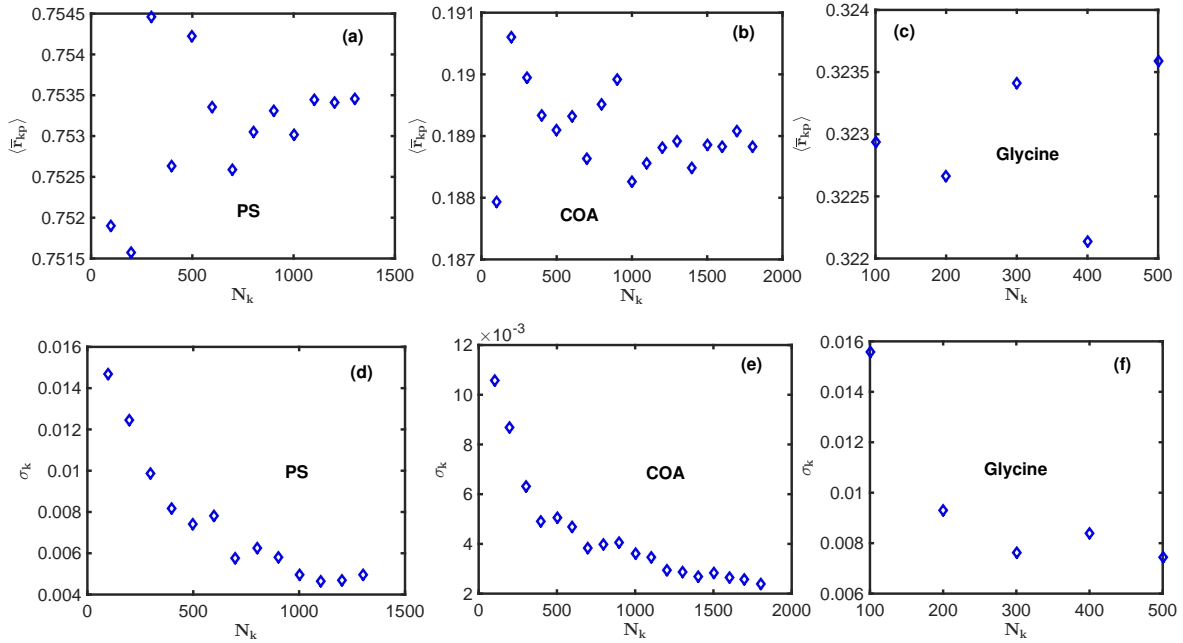 0.7545
0.754
0.7535
0.753
0.7525
0.752
0.7515
0
500
1000
1500
⟨r̄kp⟩
Nk
(a)
PS
0.191
0.19
0.189
0.188
0.187
0
500
1000
1500
2000
⟨r̄kp⟩
Nk
(b)
COA
0.324
0.3235
0.323
0.3225
0.322
100
200
300
400
500
⟨r̄kp⟩
Nk
(c)
Glycine
0.016
0.014
0.012
0.01
0.008
0.006
0.004
0
500
1000
1500
σk
Nk
(d)
PS
×10-3
12
10
8
6
4
2
0
500
1000
1500
2000
σk
Nk
(e)
COA
0.016
0.014
0.012
0.01
0.008
0.006
100
200
300
400
500
σk
Nk
(f)
Glycine